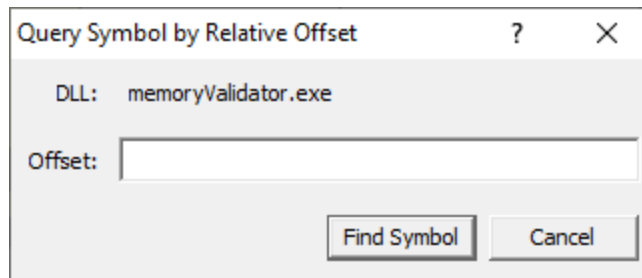 Query Symbol by Relative Offset ?
DLL: memoryValidator.exe
Offset:
Find Symbol Cancel